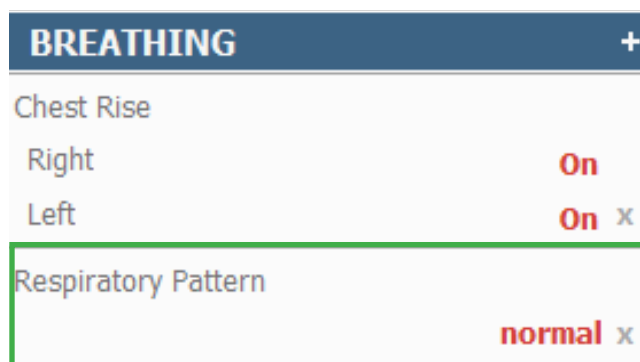 BREATHING +
Chest Rise
Right On
Left On x
Respiratory Pattern
normal x